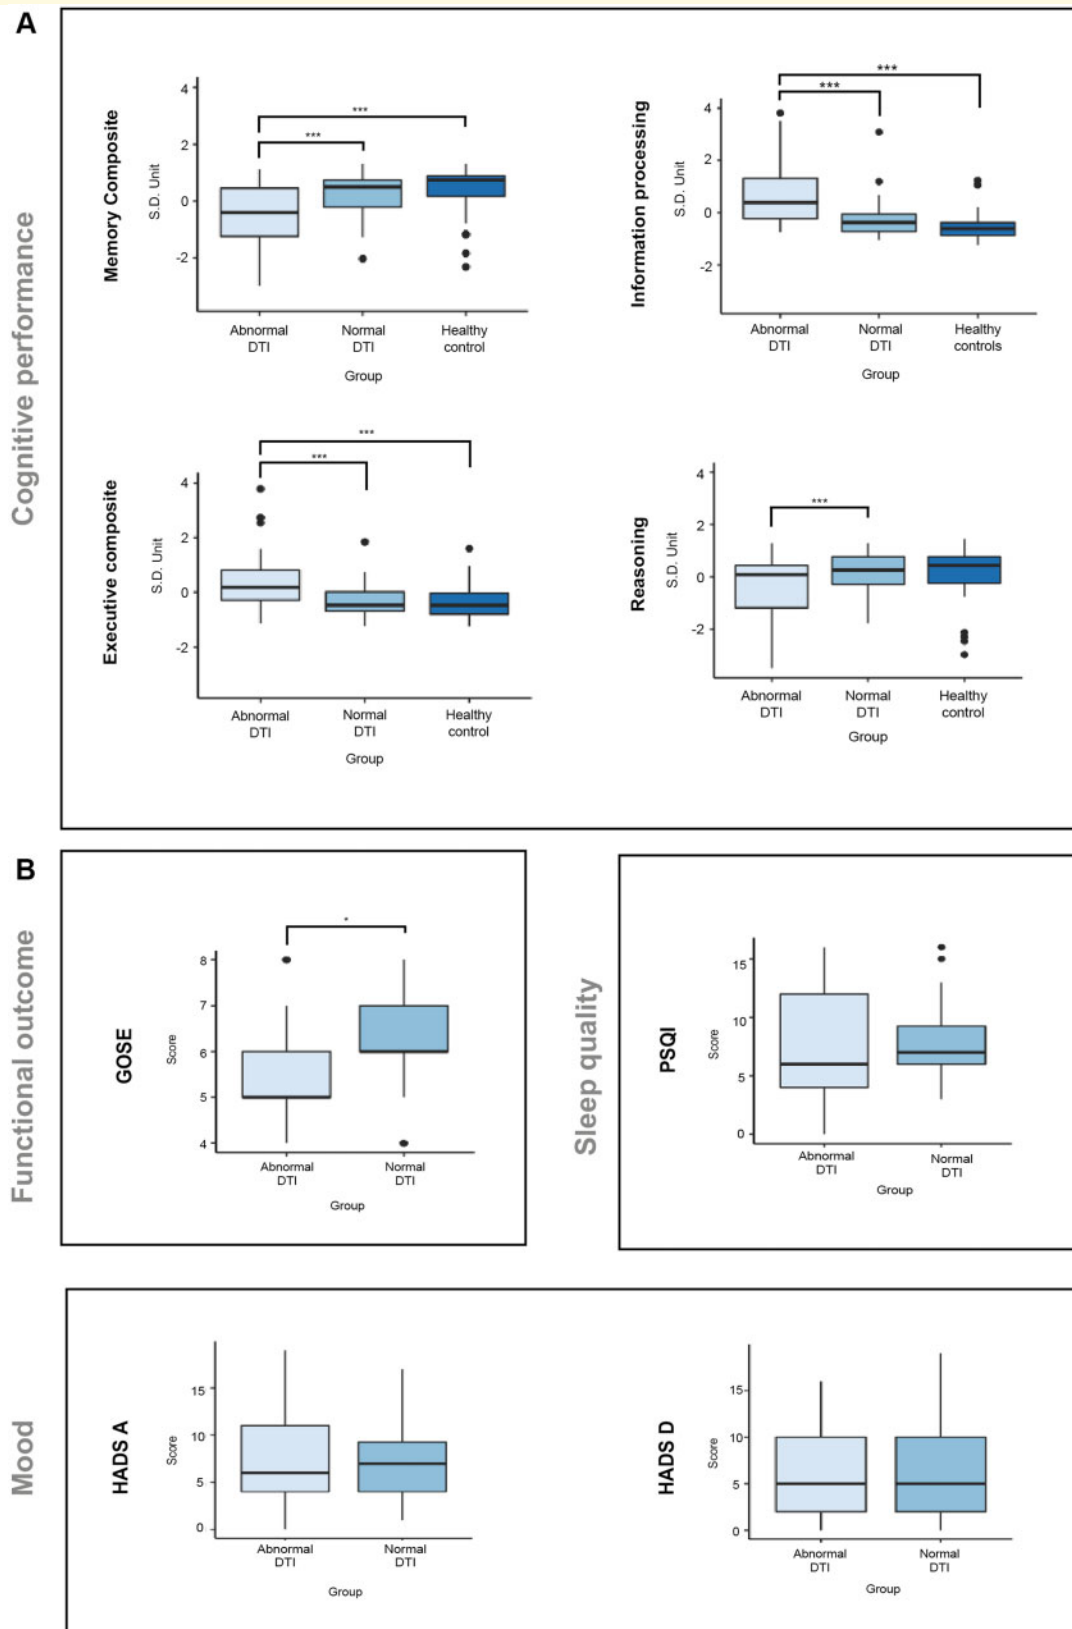 A
Cognitive performance
Memory Composite
S.D. Unit
4
2
0
-2
***
***
Abnormal
DTI
Normal
DTI
Healthy
control
Group
Information processing
S.D. Unit
4
2
0
-2
***
***
Abnormal
DTI
Normal
DTI
Healthy
controls
Group
Executive composite
S.D. Unit
4
2
0
-2
***
***
Abnormal
DTI
Normal
DTI
Healthy
control
Group
Reasoning
S.D. Unit
4
2
0
-2
***
Abnormal
DTI
Normal
DTI
Healthy
control
Group
B
Functional outcome
GOSE
Score
8
7
6
5
4
*
Abnormal
DTI
Normal
DTI
Group
Sleep quality
PSQI
Score
15
10
5
0
Abnormal
DTI
Normal
DTI
Group
Mood
HADS A
Score
15
10
5
0
Abnormal
DTI
Normal
DTI
Group
HADS D
Score
15
10
5
0
Abnormal
DTI
Normal
DTI
Group